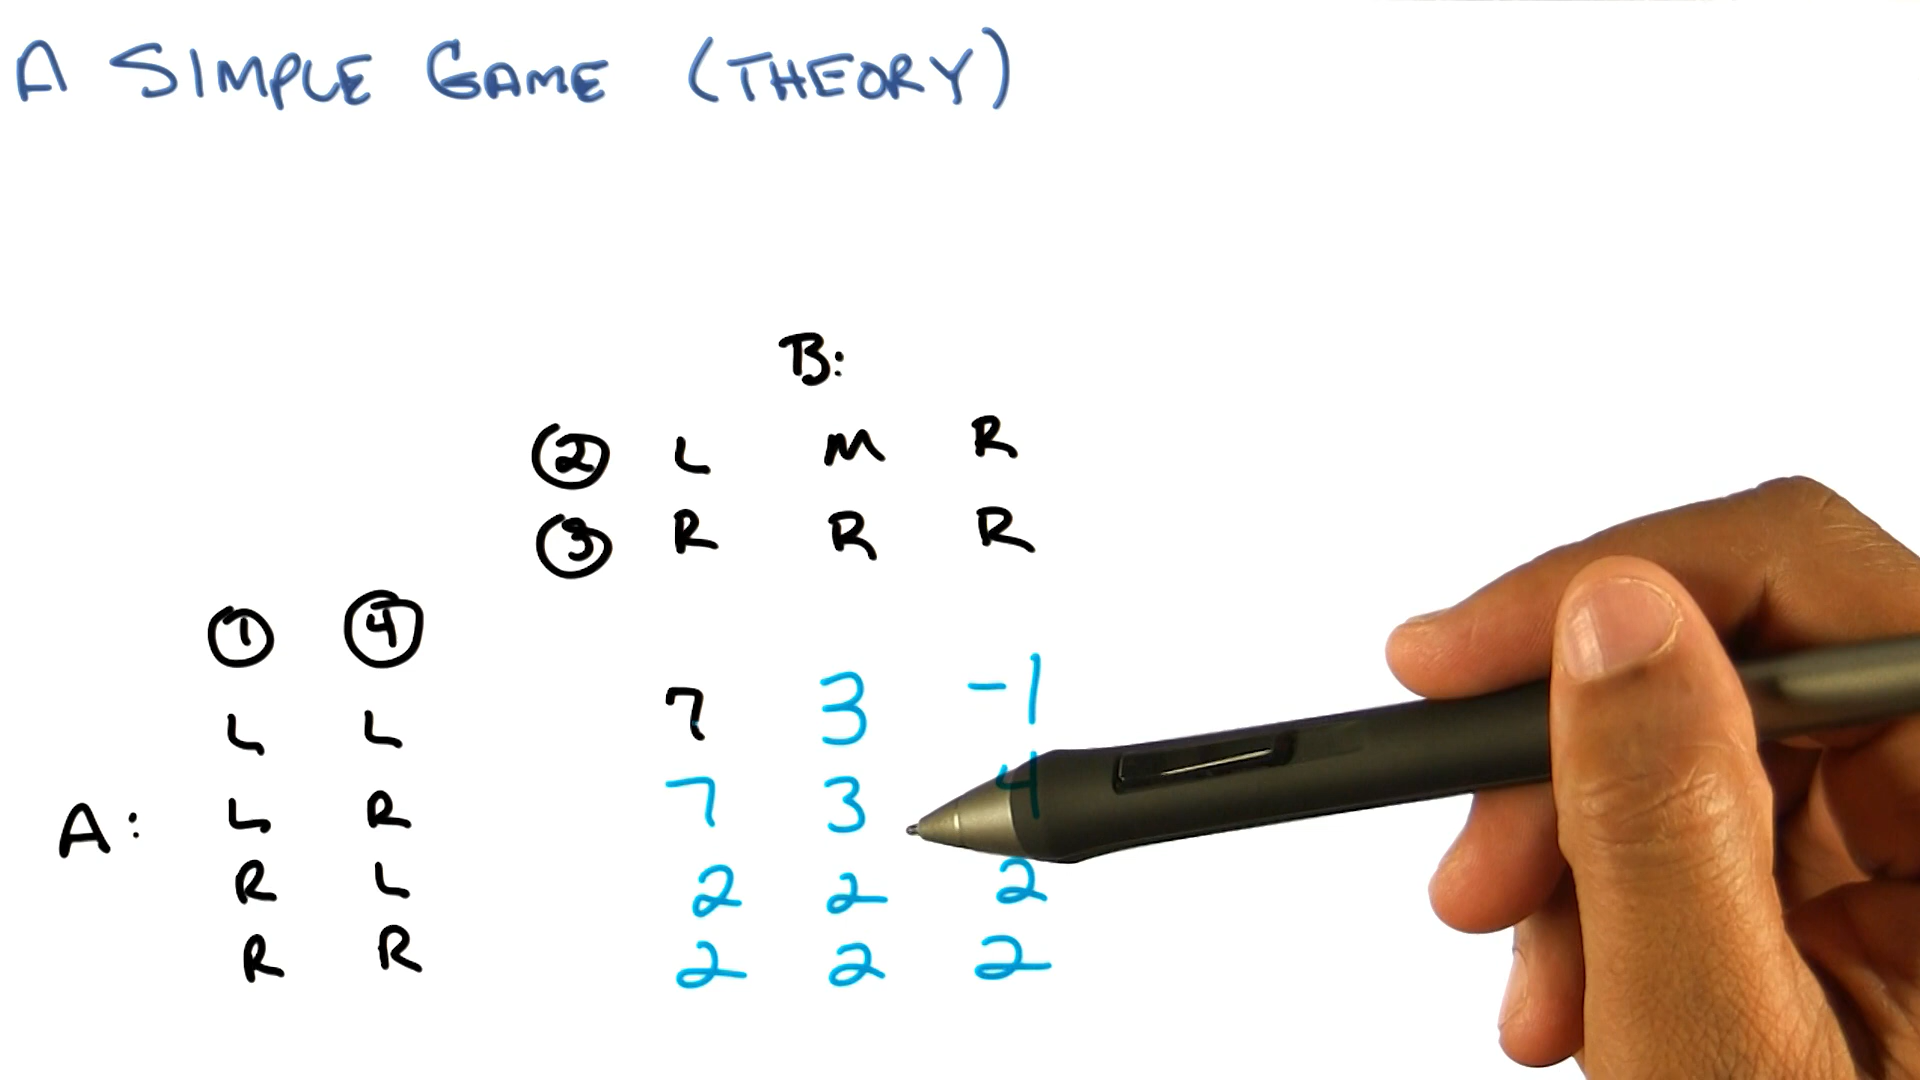 A SIMPLE GAME (THEORY)
B:
② L M R
③ R R R
① ④
L L 7 3 -1
A: L R 7 3 4
R L 2 2 2
R R 2 2 2